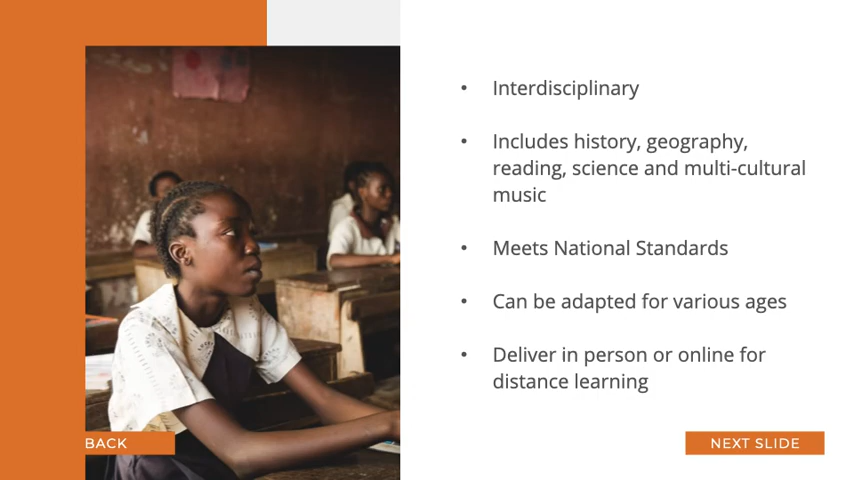 • Interdisciplinary
• Includes history, geography,
reading, science and multi-cultural
music
• Meets National Standards
• Can be adapted for various ages
• Deliver in person or online for
distance learning
BACK
NEXT SLIDE